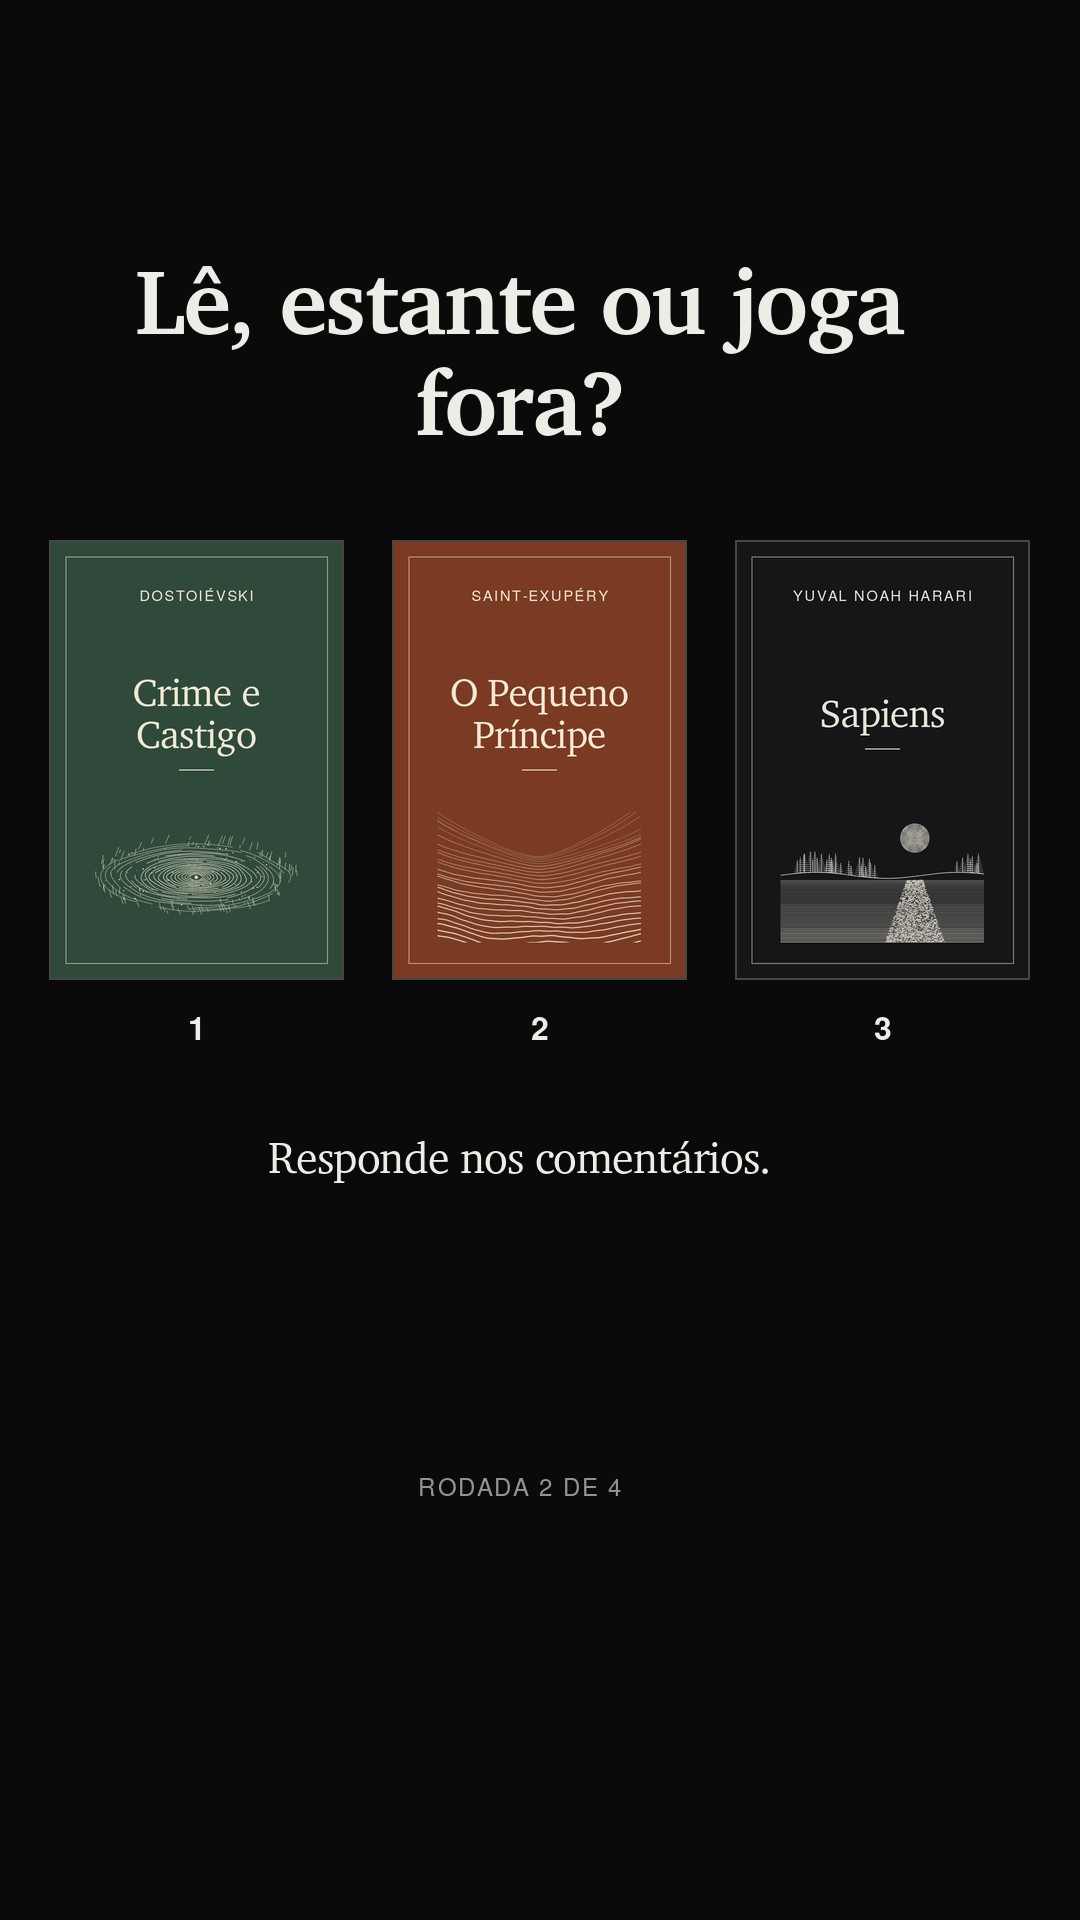 Lê, estante ou joga
fora?
DOSTOIÉVSKI
Crime e
Castigo
SAINT-EXUPÉRY
O Pequeno
Príncipe
YUVAL NOAH HARARI
Sapiens
1
2
3
Responde nos comentários.
RODADA 2 DE 4